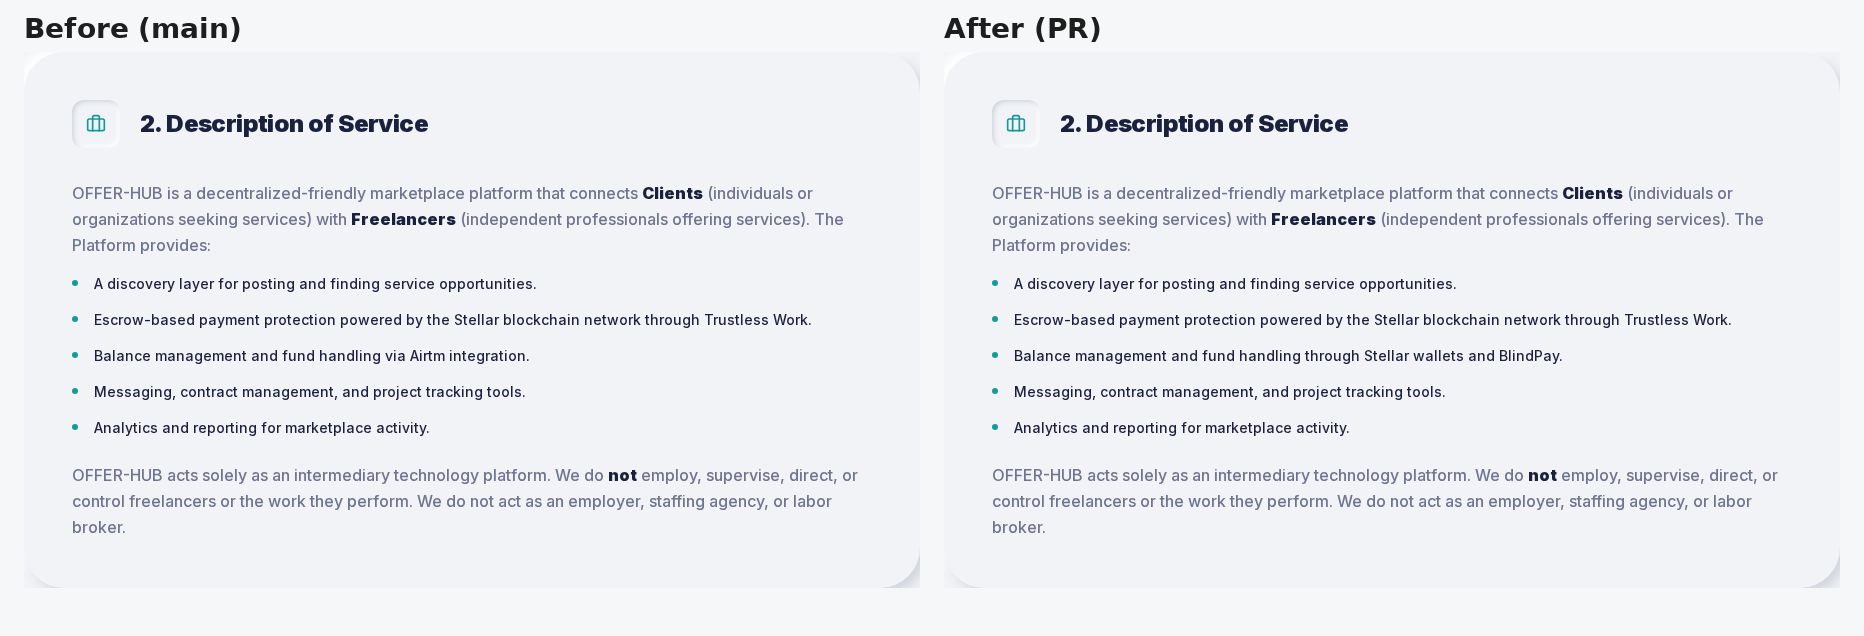 Before (main)
2. Description of Service
OFFER-HUB is a decentralized-friendly marketplace platform that connects Clients (individuals or
organizations seeking services) with Freelancers (independent professionals offering services). The
Platform provides:
A discovery layer for posting and finding service opportunities.
Escrow-based payment protection powered by the Stellar blockchain network through Trustless Work.
Balance management and fund handling via Airtm integration.
Messaging, contract management, and project tracking tools.
Analytics and reporting for marketplace activity.
OFFER-HUB acts solely as an intermediary technology platform. We do not employ, supervise, direct, or
control freelancers or the work they perform. We do not act as an employer, staffing agency, or labor
broker.
After (PR)
2. Description of Service
OFFER-HUB is a decentralized-friendly marketplace platform that connects Clients (individuals or
organizations seeking services) with Freelancers (independent professionals offering services). The
Platform provides:
A discovery layer for posting and finding service opportunities.
Escrow-based payment protection powered by the Stellar blockchain network through Trustless Work.
Balance management and fund handling through Stellar wallets and BlindPay.
Messaging, contract management, and project tracking tools.
Analytics and reporting for marketplace activity.
OFFER-HUB acts solely as an intermediary technology platform. We do not employ, supervise, direct, or
control freelancers or the work they perform. We do not act as an employer, staffing agency, or labor
broker.